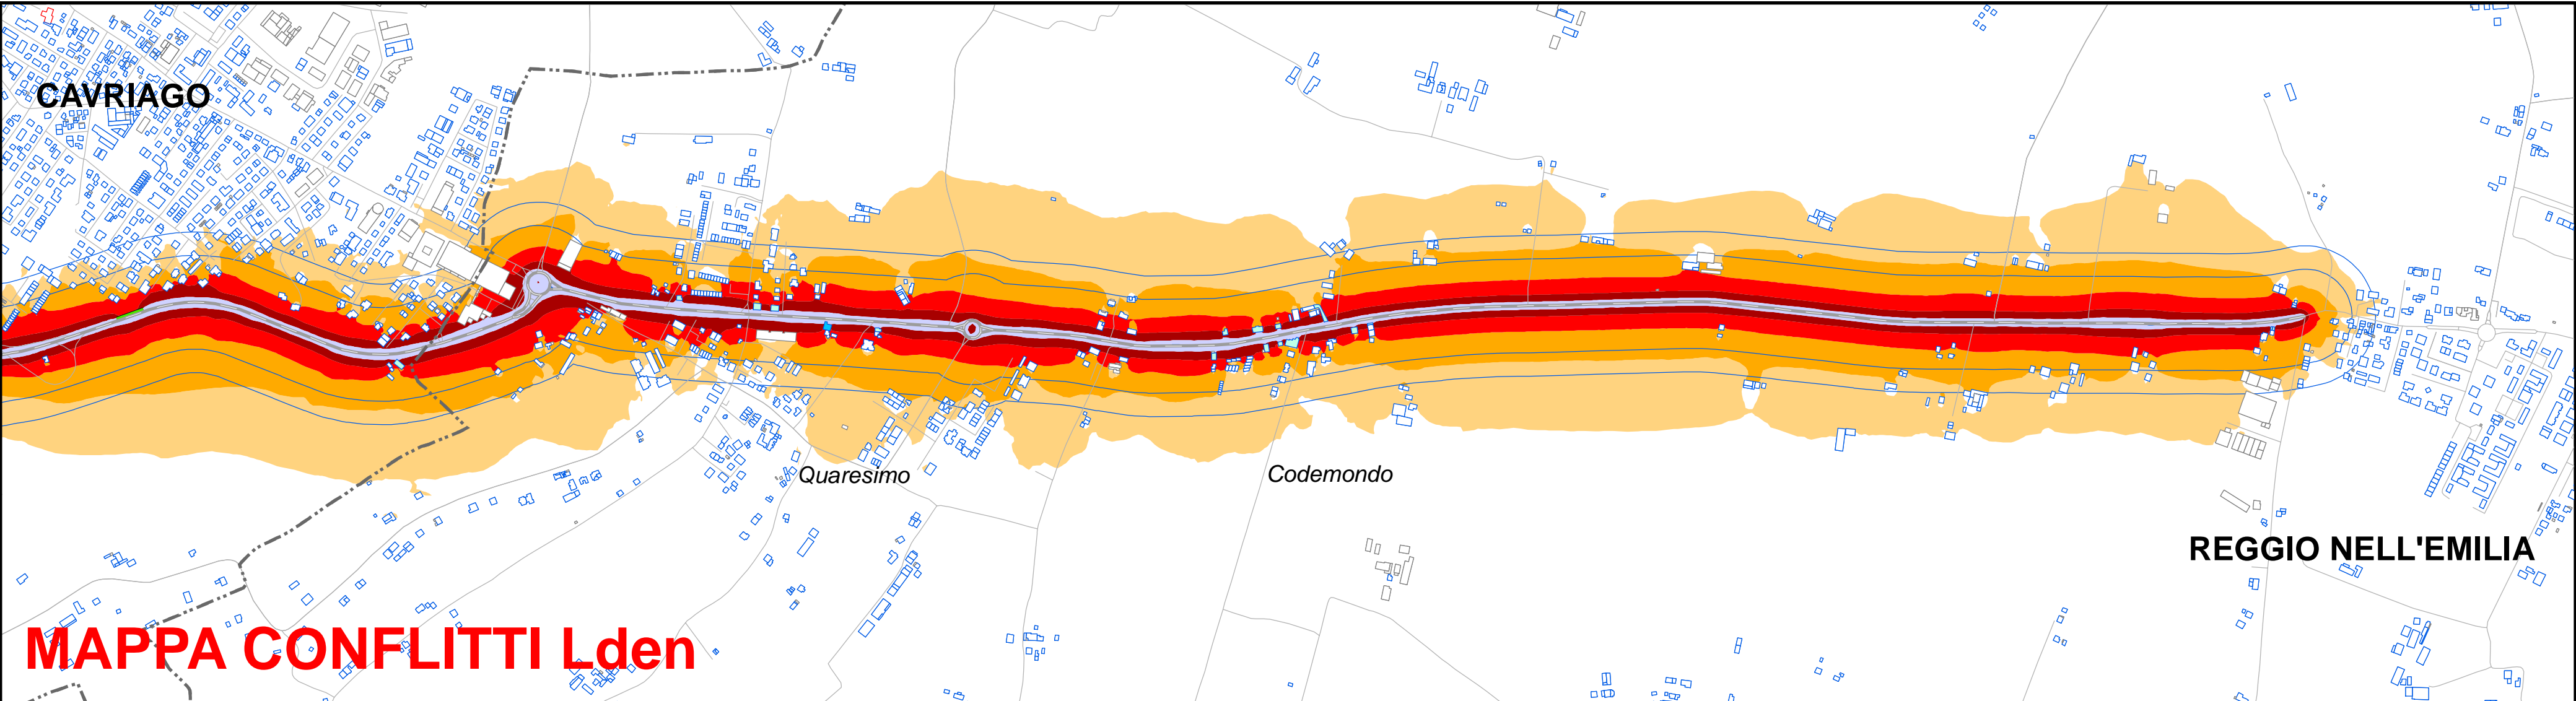 CAVRIAGO
Quaresimo
Codemondo
REGGIO NELL'EMILIA
MAPPA CONFLITTI Lden